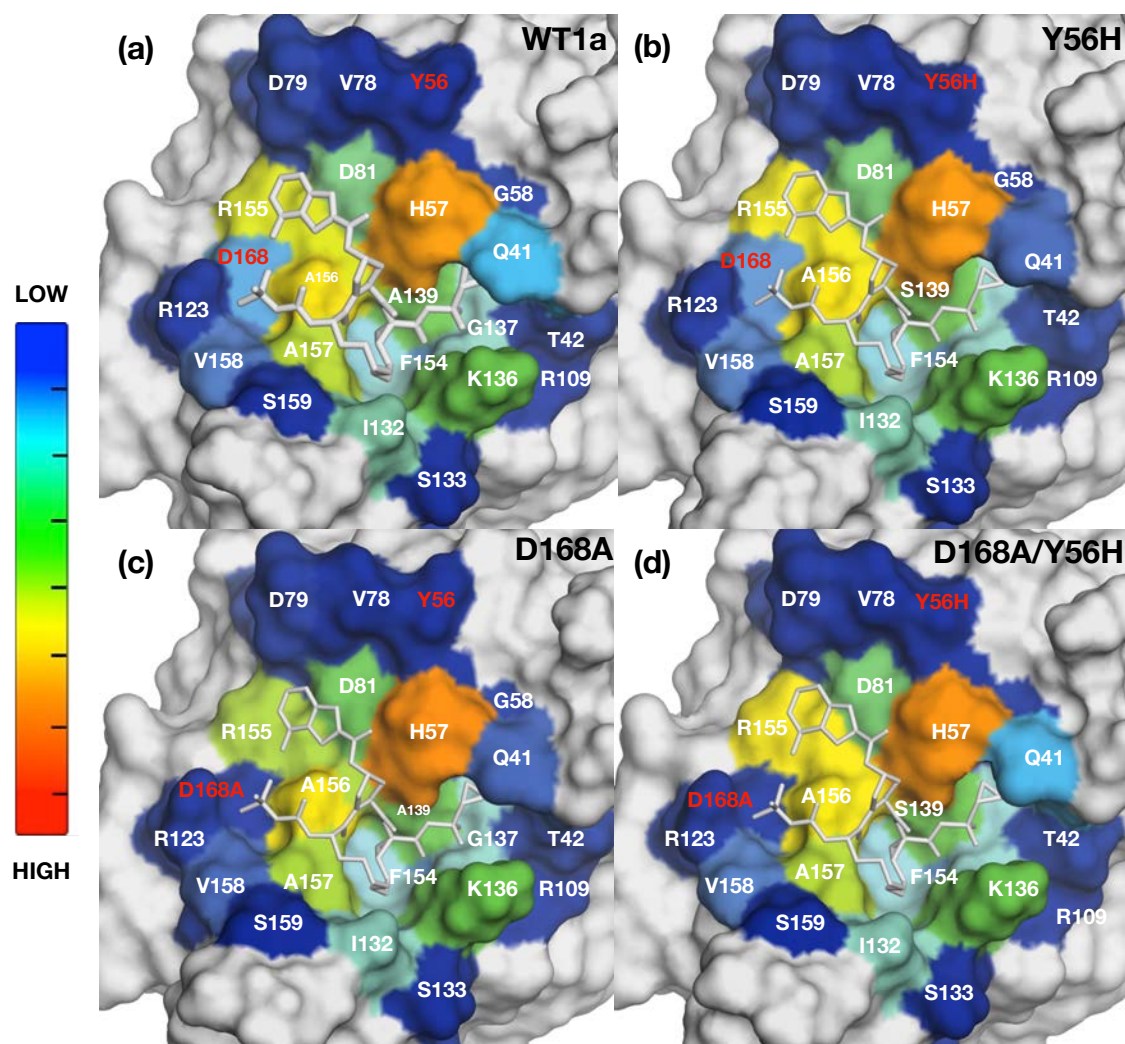 LOW
HIGH
(a)
WT1a
D79 V78 Y56
D81
R155 H57 G58
D168 Q41
A156
R123 A139
G137 T42
V158 A157 F154
K136 R109
S159
I132
S133
(b)
Y56H
D79 V78 Y56H
D81
G58
R155 H57
D168 Q41
A156
R123 S139
T42
V158 A157 F154
K136 R109
S159
I132
S133
(c)
D168A
D79 V78 Y56
D81
G58
R155 H57
Q41
D168A A156
A139
R123 G137 T42
V158 A157 F154
K136 R109
S159
I132
S133
(d)
D168A/Y56H
D79 V78 Y56H
D81
R155 H57
Q41
D168A A156
S139
R123 T42
V158 A157 F154
K136
R109
S159
I132
S133